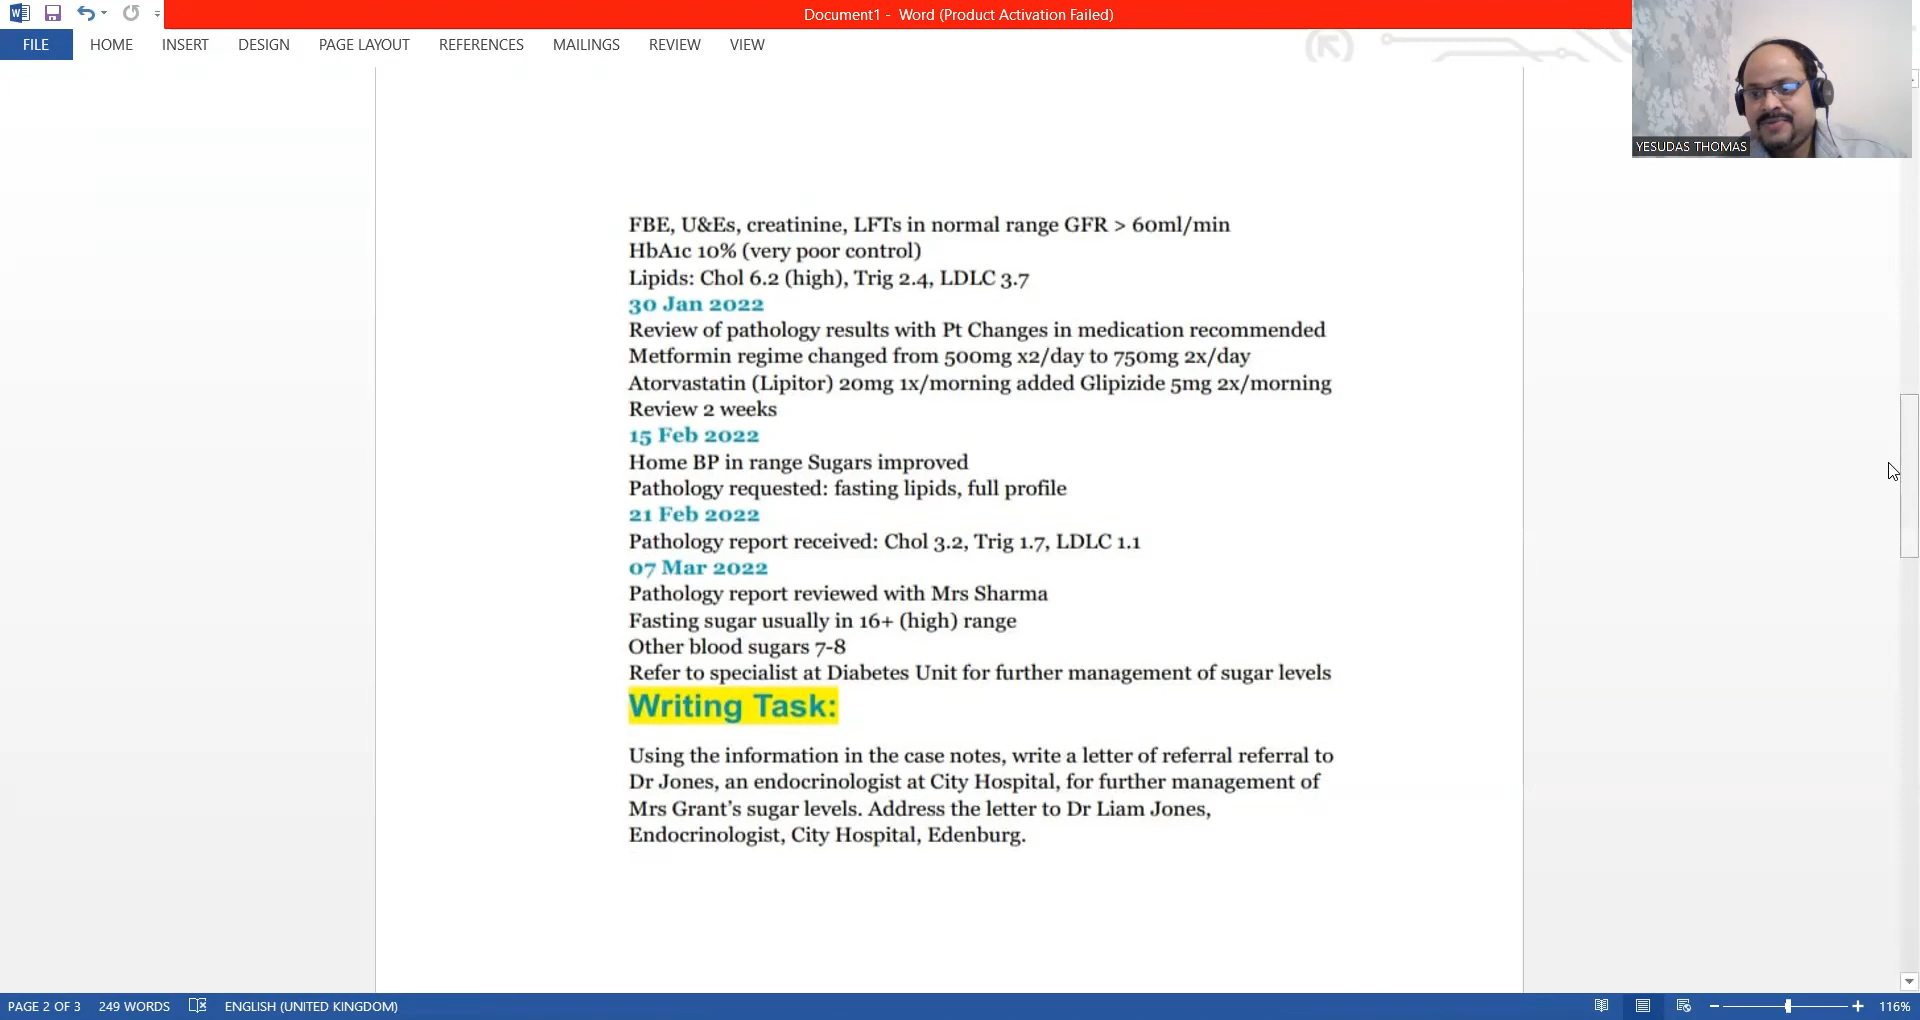 Document1 - Word (Product Activation Failed)
FILE HOME INSERT DESIGN PAGE LAYOUT REFERENCES MAILINGS REVIEW VIEW
YESUDAS THOMAS
FBE, U&Es, creatinine, LFTs in normal range GFR > 60ml/min
HbA1c 10% (very poor control)
Lipids: Chol 6.2 (high), Trig 2.4, LDLC 3.7
30 Jan 2022
Review of pathology results with Pt Changes in medication recommended
Metformin regime changed from 500mg x2/day to 750mg 2x/day
Atorvastatin (Lipitor) 20mg 1x/morning added Glipizide 5mg 2x/morning
Review 2 weeks
15 Feb 2022
Home BP in range Sugars improved
Pathology requested: fasting lipids, full profile
21 Feb 2022
Pathology report received: Chol 3.2, Trig 1.7, LDLC 1.1
07 Mar 2022
Pathology report reviewed with Mrs Sharma
Fasting sugar usually in 16+ (high) range
Other blood sugars 7-8
Refer to specialist at Diabetes Unit for further management of sugar levels
Writing Task:
Using the information in the case notes, write a letter of referral referral to
Dr Jones, an endocrinologist at City Hospital, for further management of
Mrs Grant's sugar levels. Address the letter to Dr Liam Jones,
Endocrinologist, City Hospital, Edenburg.
PAGE 2 OF 3 249 WORDS ENGLISH (UNITED KINGDOM) 116%